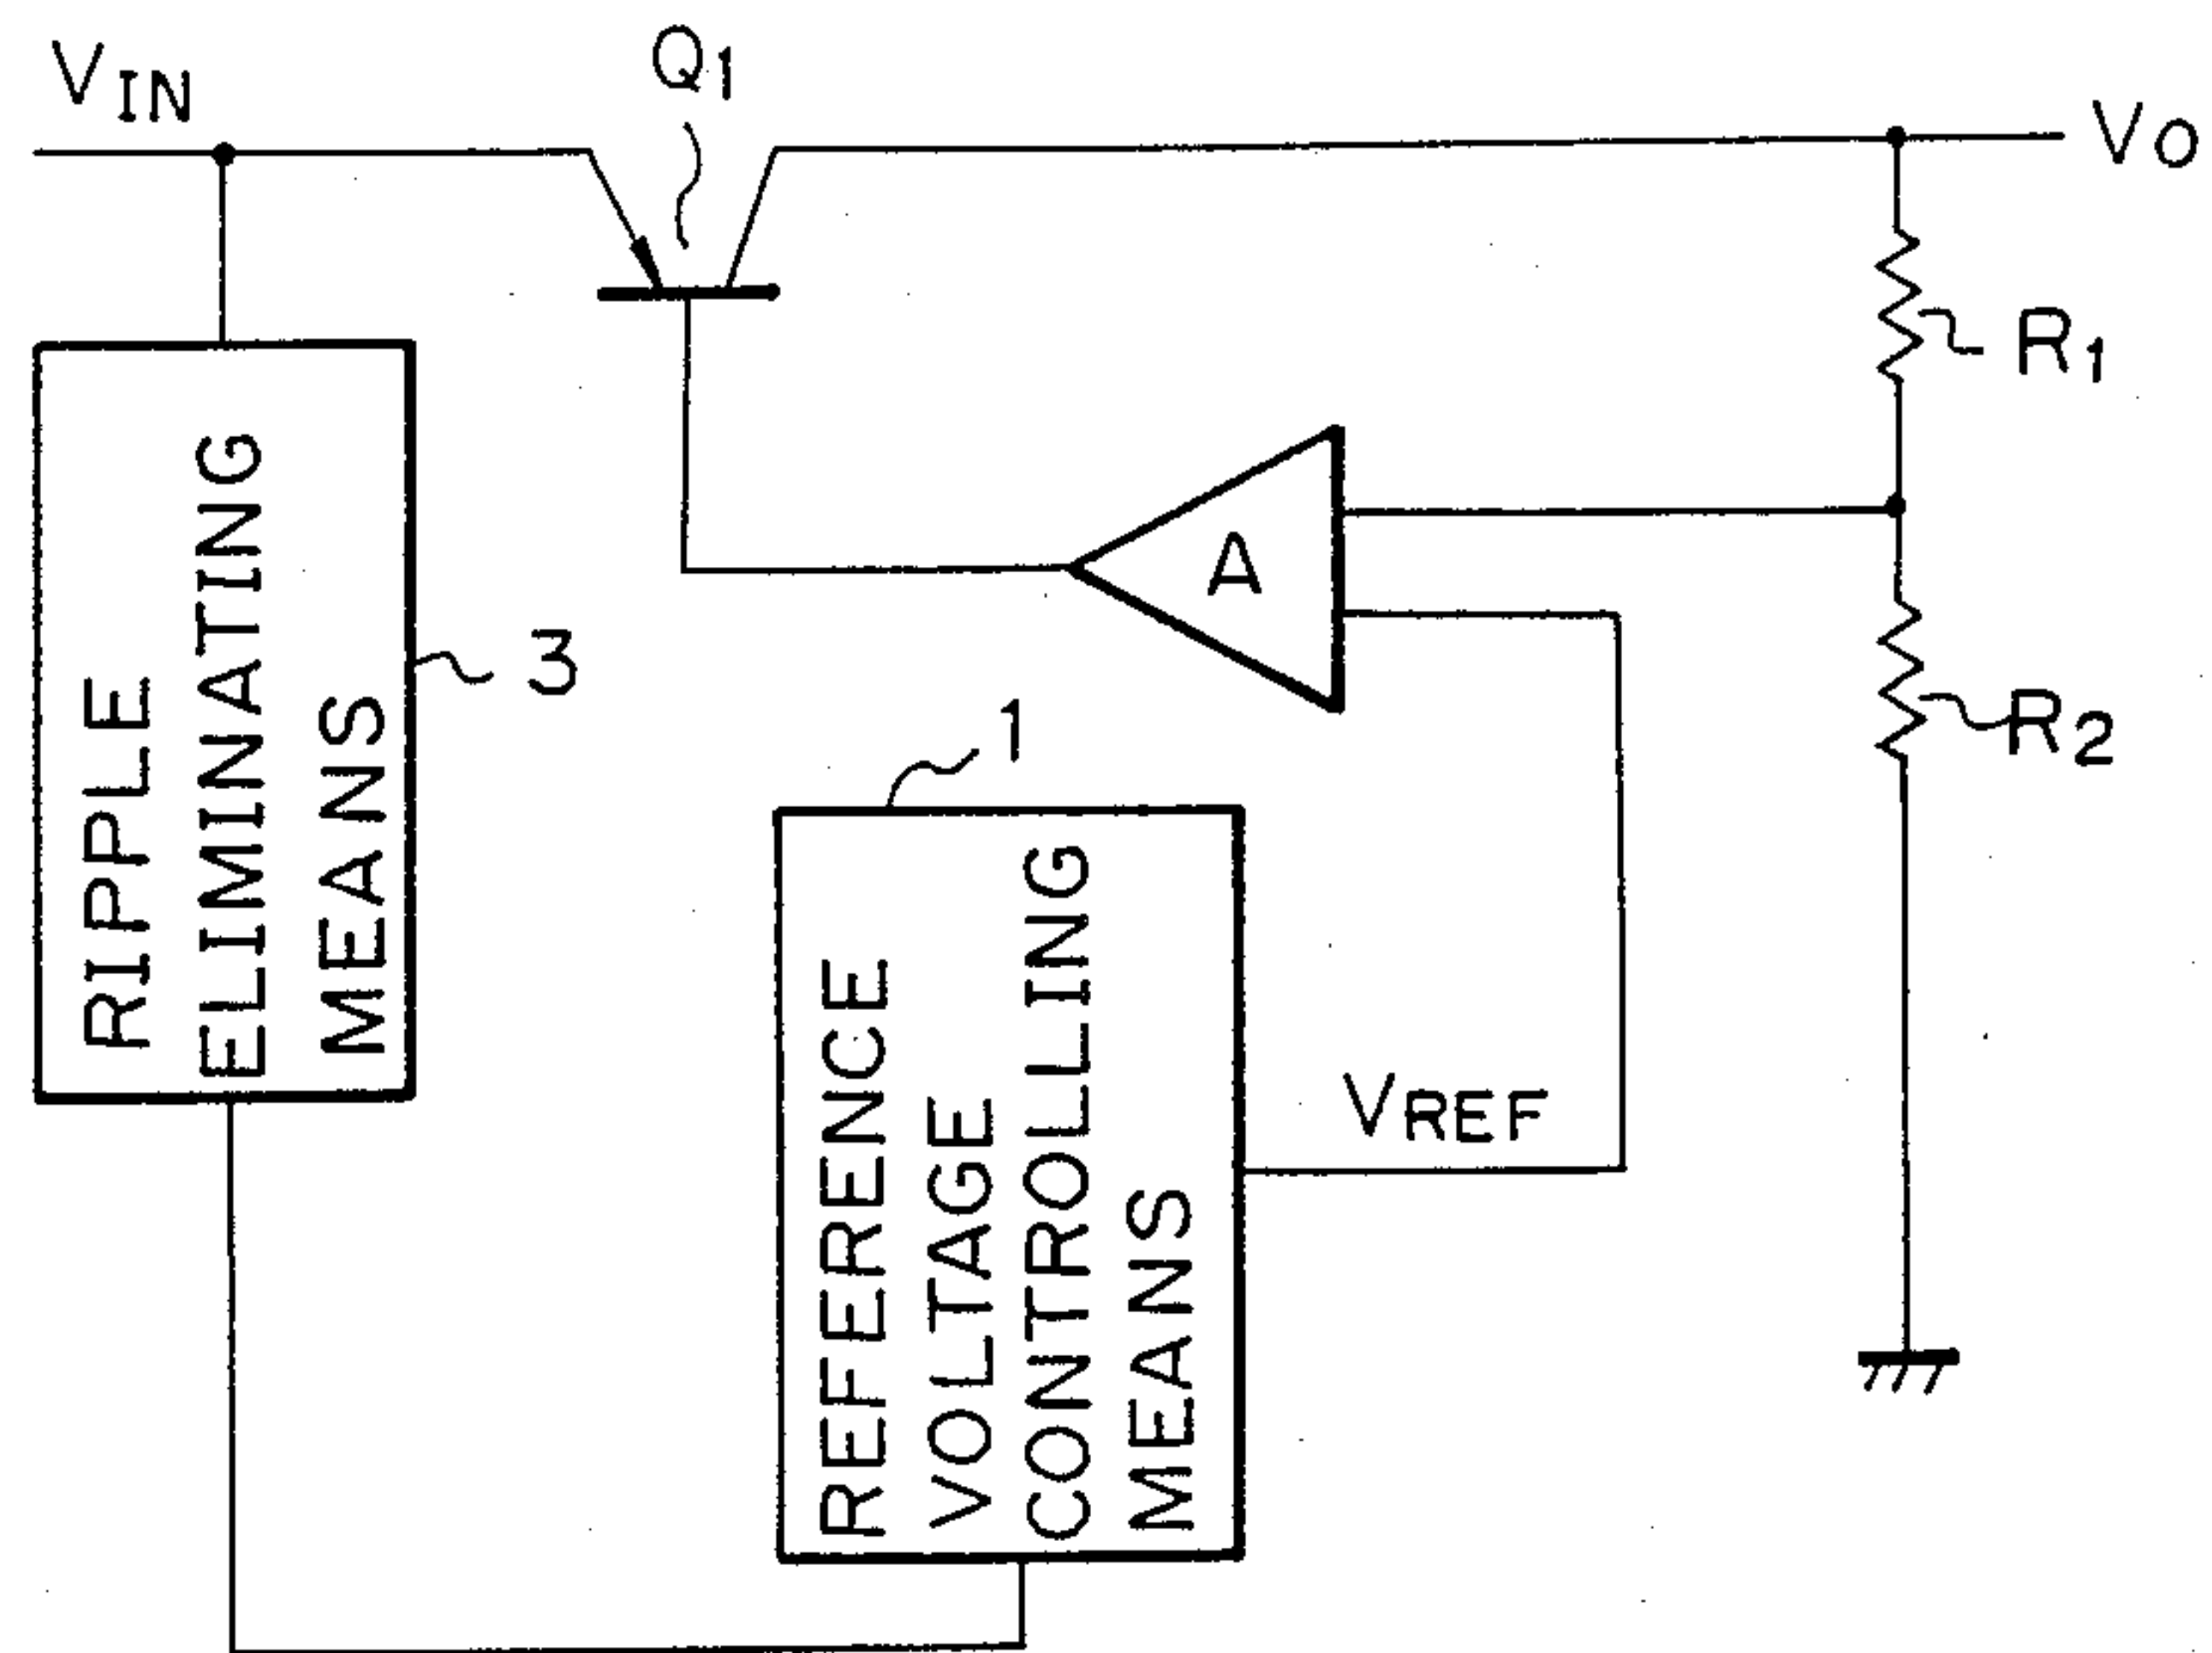 VIN
Q1
VO
R1
A
R2
RIPPLE
ELIMINATING
MEANS
3
1
REFERENCE
VOLTAGE
CONTROLLING
MEANS
VREF